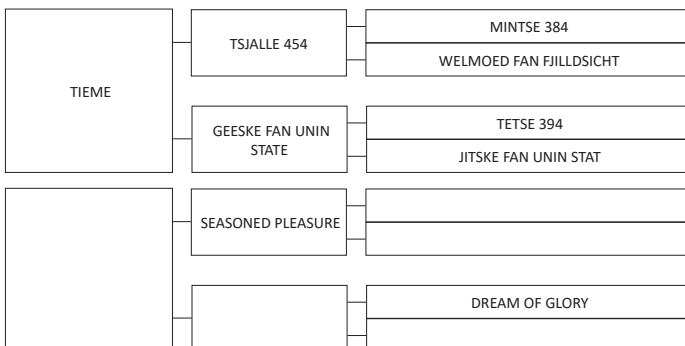 MINTSE 384
TSJALLE 454
WELMOED FAN FJILLDSICHT
TIEME
TETSE 394
GEESKE FAN UNIN
STATE
JITSKE FAN UNIN STAT
SEASONED PLEASURE
DREAM OF GLORY